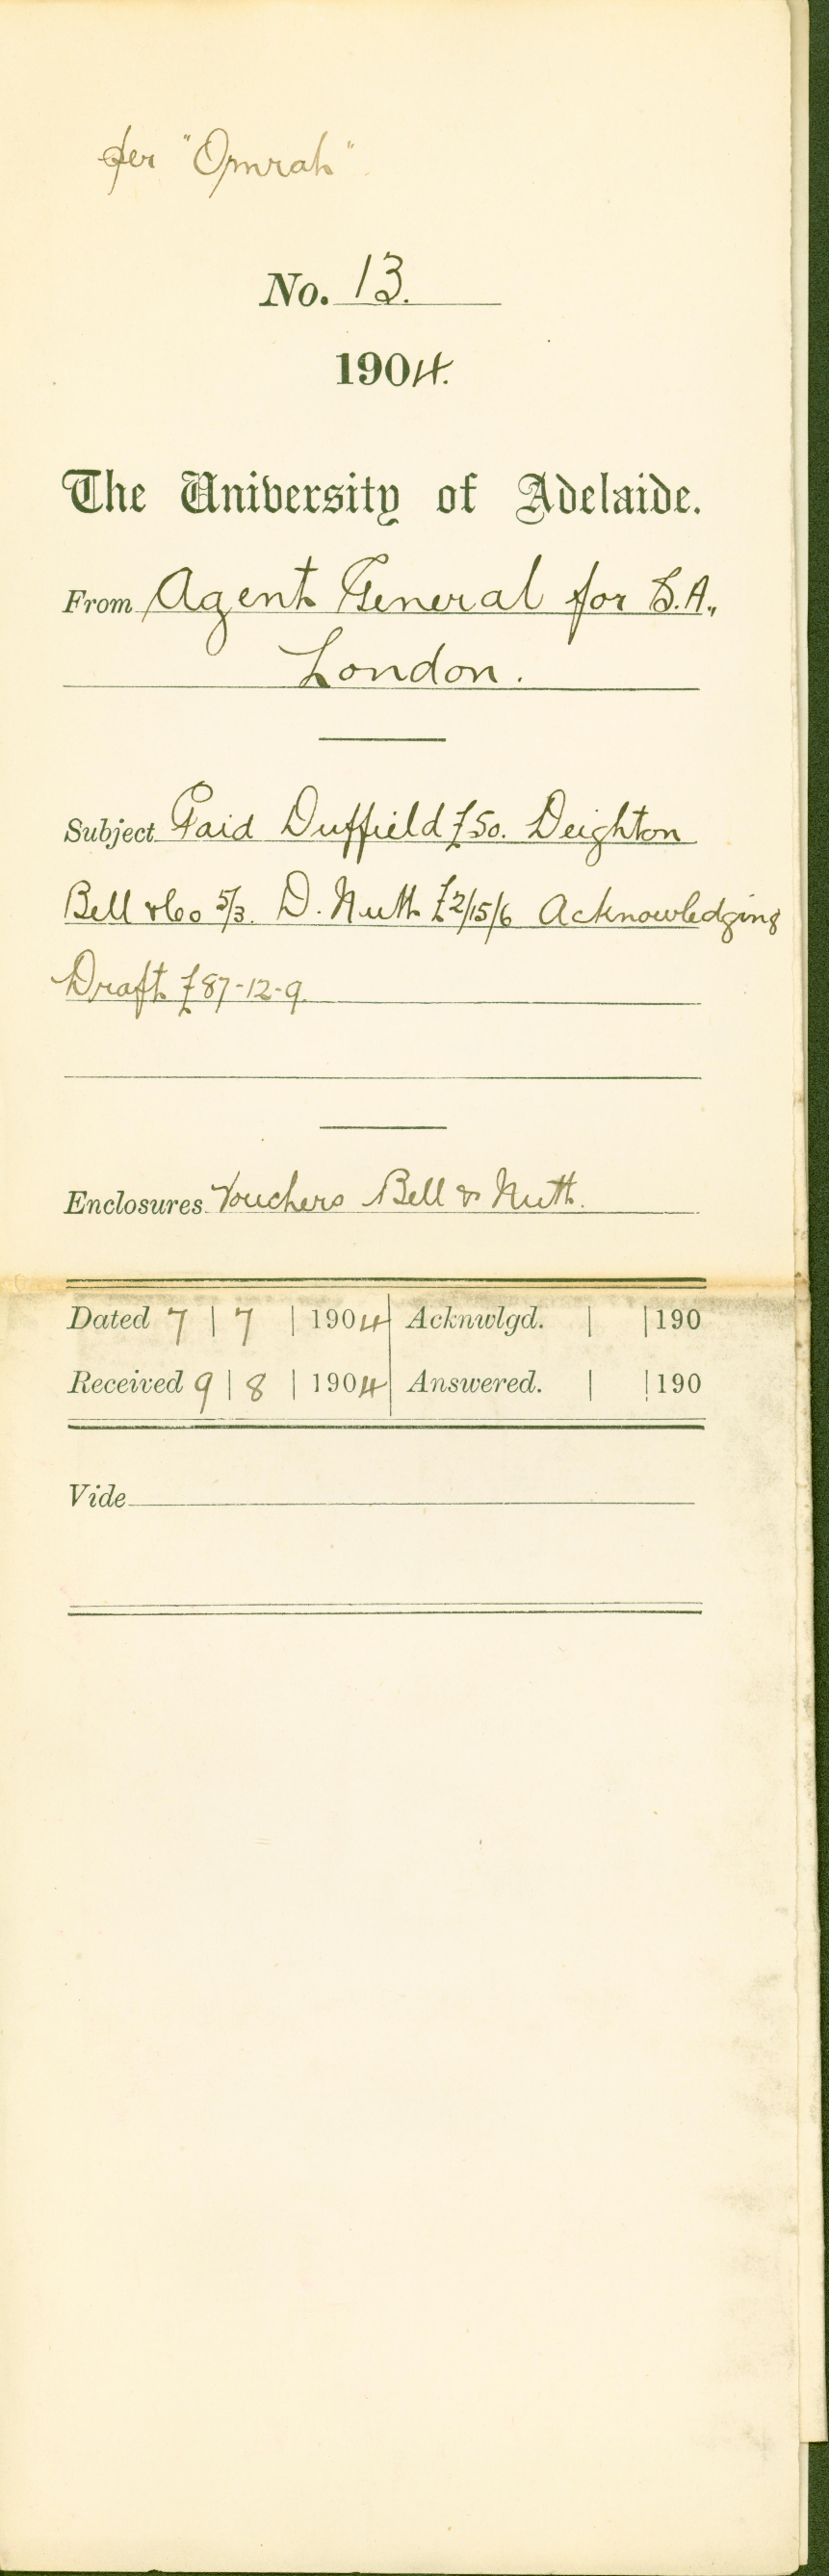 per "Omrah".
No. 13.
1904.
The University of Adelaide.
From Agent General for S.A.,
London.
Subject Paid Duffield £50. Deighton
Bell & Co 5/3. D. Nutt £2/15/6 Acknowledging
Draft £87-12-9.
Enclosures Vouchers Bell & Nutt.
Dated 7 | 7 | 1904 Acknwlgd. | | 190
Received 9 | 8 | 1904 Answered. | | 190
Vide